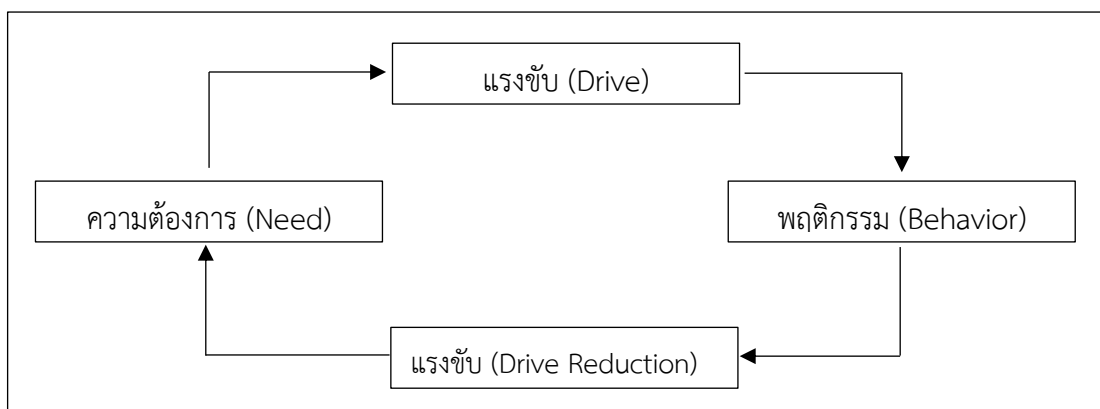 แรงขับ (Drive)
ความต้องการ (Need)
พฤติกรรม (Behavior)
แรงขับ (Drive Reduction)